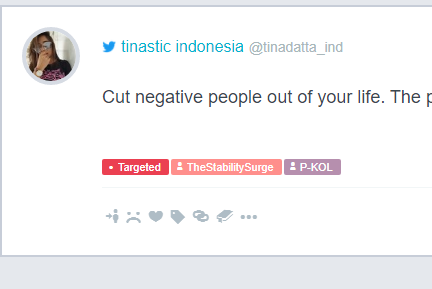 tinastic indonesia @tinadatta_ind
Cut negative people out of your life. The
Targeted TheStabilitySurge P-KOL